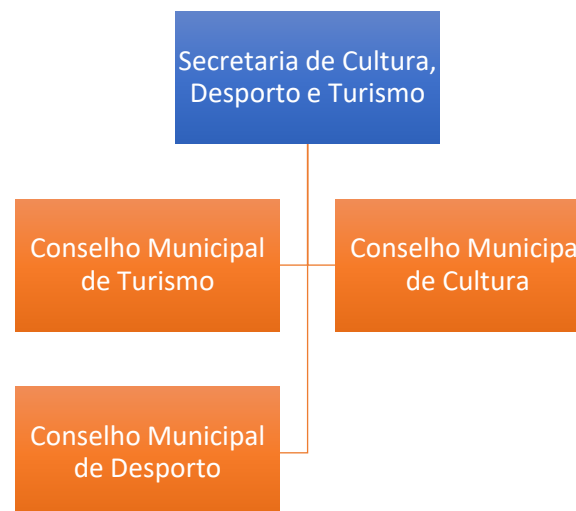 Secretaria de Cultura,
Desporto e Turismo
Conselho Municipal
de Turismo
Conselho Municipa
de Cultura
Conselho Municipal
de Desporto